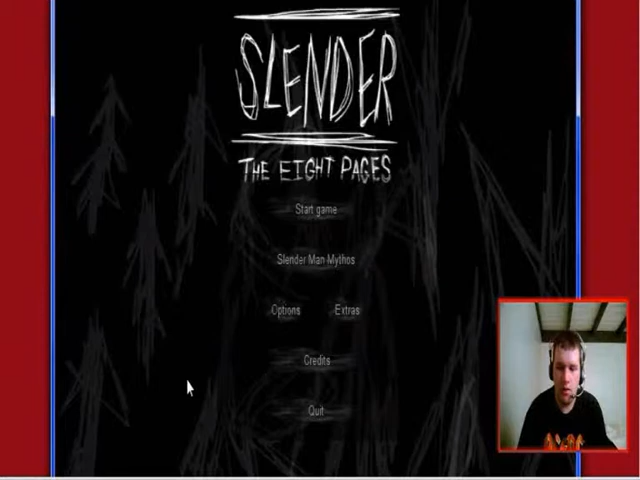 SLENDER
THE EIGHT PAGES
Start game
Slender Man Mythos
Options Extras
Credits
Quit